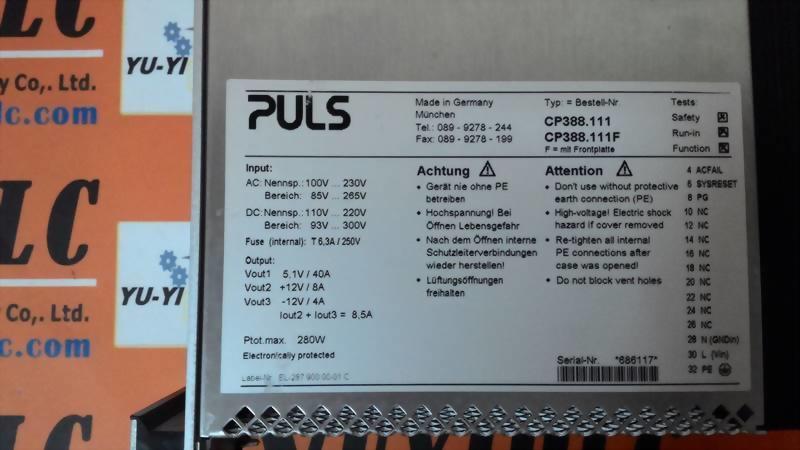 LC
YU-YI
y Co,. Ltd.
lc.com
LC
YU-YI
Co,. Ltd.
c.com
LC
PULS
Made in Germany
München
Tel.: 089 - 9278 - 244
Fax: 089 - 9278 - 199
Typ: = Bestell-Nr.
CP388.111
CP388.111F
F = mit Frontplatte
Tests:
Safety
Run-in
Function
Input:
AC: Nennsp.: 100V ... 230V
Bereich: 85V ... 265V
DC: Nennsp.: 110V ... 220V
Bereich: 93V ... 300V
Fuse (internal): T 6,3A / 250V
Output:
Vout1 5,1V / 40A
Vout2 +12V / 8A
Vout3 -12V / 4A
Iout2 + Iout3 = 8,5A
Ptot.max. 280W
Electronically protected
Label-Nr. EL-287.900.00-01 C
Achtung
• Gerät nie ohne PE
betreiben
• Hochspannung! Bei
Öffnen Lebensgefahr
• Nach dem Öffnen interne
Schutzleiterverbindungen
wieder herstellen!
• Lüftungsöffnungen
freihalten
Attention
• Don't use without protective
earth connection (PE)
• High-voltage! Electric shock
hazard if cover removed
• Re-tighten all internal
PE connections after
case was opened!
• Do not block vent holes
Serial-Nr. *686117*
4 ACFAIL
6 SYSRESET
8 PG
10 NC
12 NC
14 NC
16 NC
18 NC
20 NC
22 NC
24 NC
26 NC
28 N (GNDin)
30 L (Vin)
32 PE